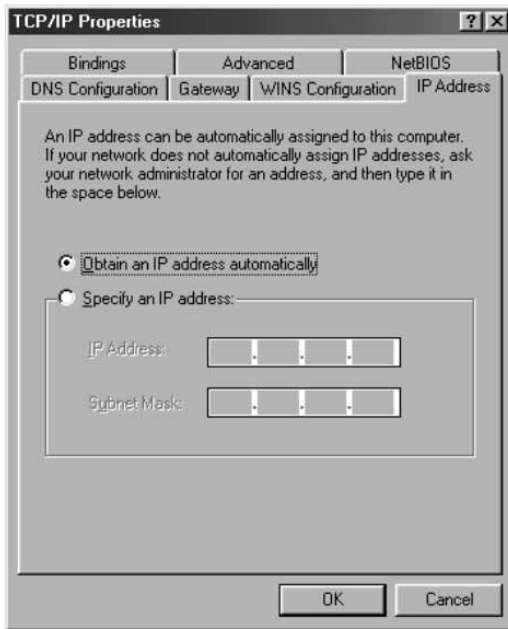 TCP/IP Properties
? X
Bindings Advanced NetBIOS
DNS Configuration Gateway WINS Configuration IP Address
An IP address can be automatically assigned to this computer.
If your network does not automatically assign IP addresses, ask
your network administrator for an address, and then type it in
the space below.
Obtain an IP address automatically
Specify an IP address:
IP Address:
. . .
Subnet Mask:
. . .
OK Cancel